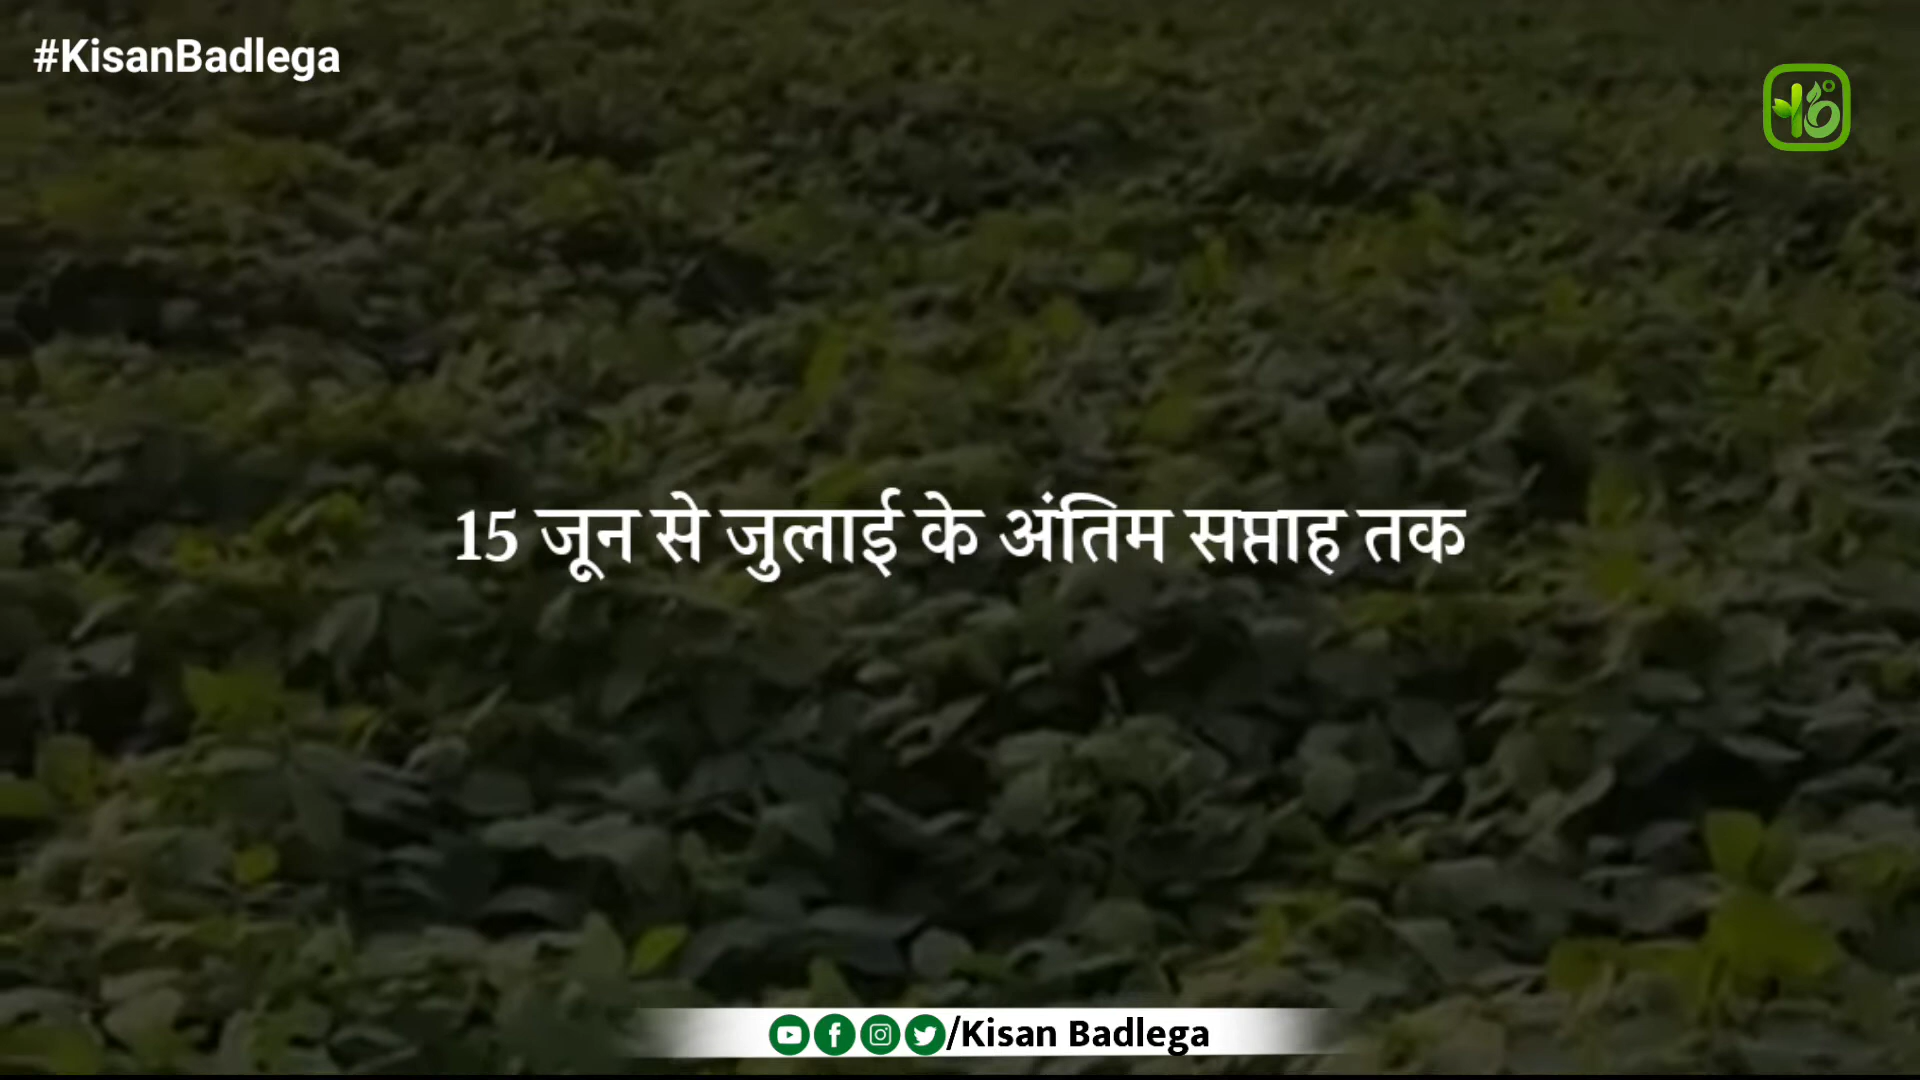 #KisanBadlega
15 जून से जुलाई के अंतिम सप्ताह तक
/Kisan Badlega